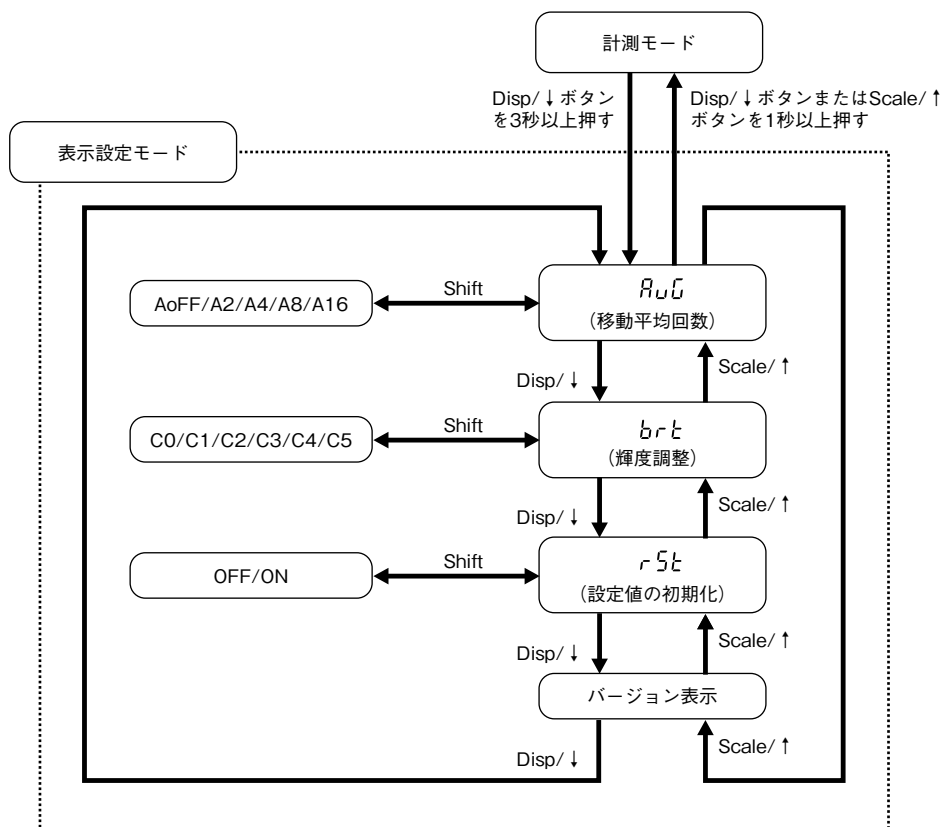 計測モード
Disp/↓ボタン
を3秒以上押す
Disp/↓ボタンまたはScale/↑
ボタンを1秒以上押す
表示設定モード
AoFF/A2/A4/A8/A16
Shift
AvG
(移動平均回数)
Disp/↓
Scale/↑
C0/C1/C2/C3/C4/C5
Shift
brt
(輝度調整)
Disp/↓
Scale/↑
OFF/ON
Shift
rSt
(設定値の初期化)
Disp/↓
Scale/↑
バージョン表示
Disp/↓
Scale/↑